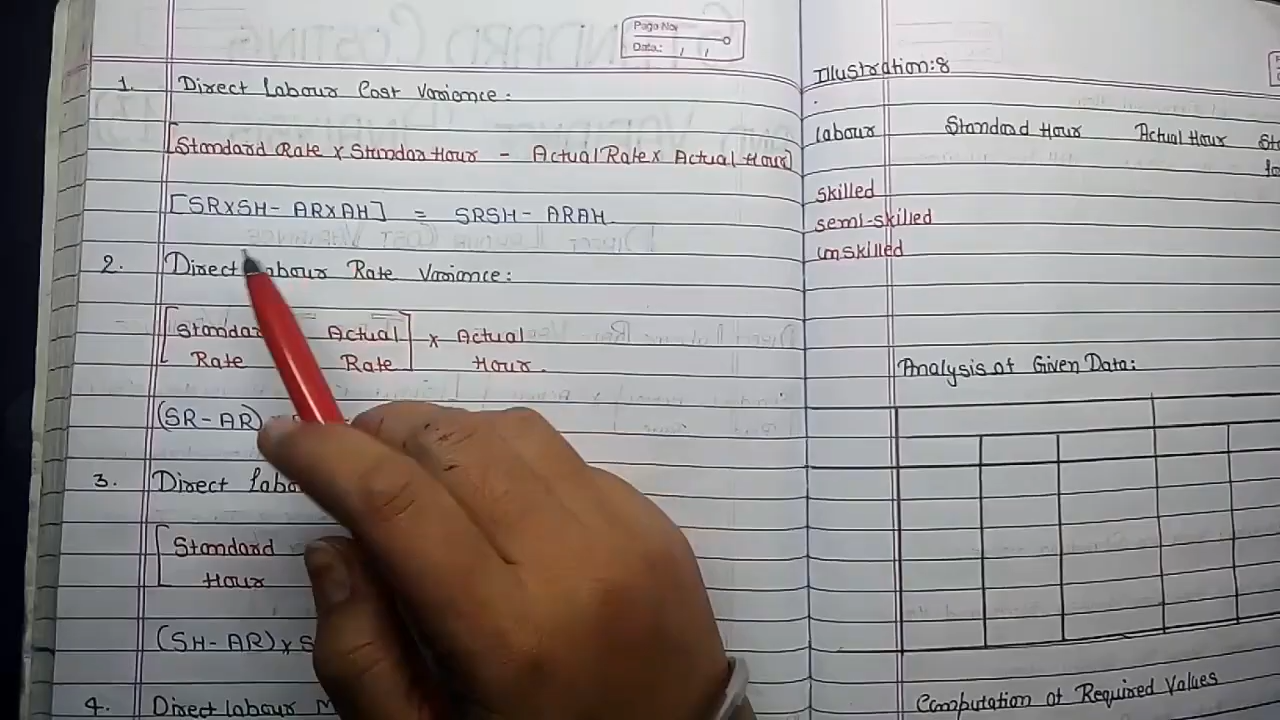 Page No.
Date: / /
1. Direct Labour Cost Variance:
[Standard Rate x Standar Hour - Actual Rate x Actual Hour]
[SRXSH- ARXAH] = SRSH- ARAH
2. Direct Labour Rate Variance:
[Standar Actual] x Actual
Rate Rate Hour.
(SR-AR)
3. Direct Labo
[Standard
Hour
(SH-AR)x S
4. Direct labour
Illustration:8
labour Standard Hour Actual Hour
skilled
semi-skilled
unskilled
Analysis of Given Data:
Computation of Required Values